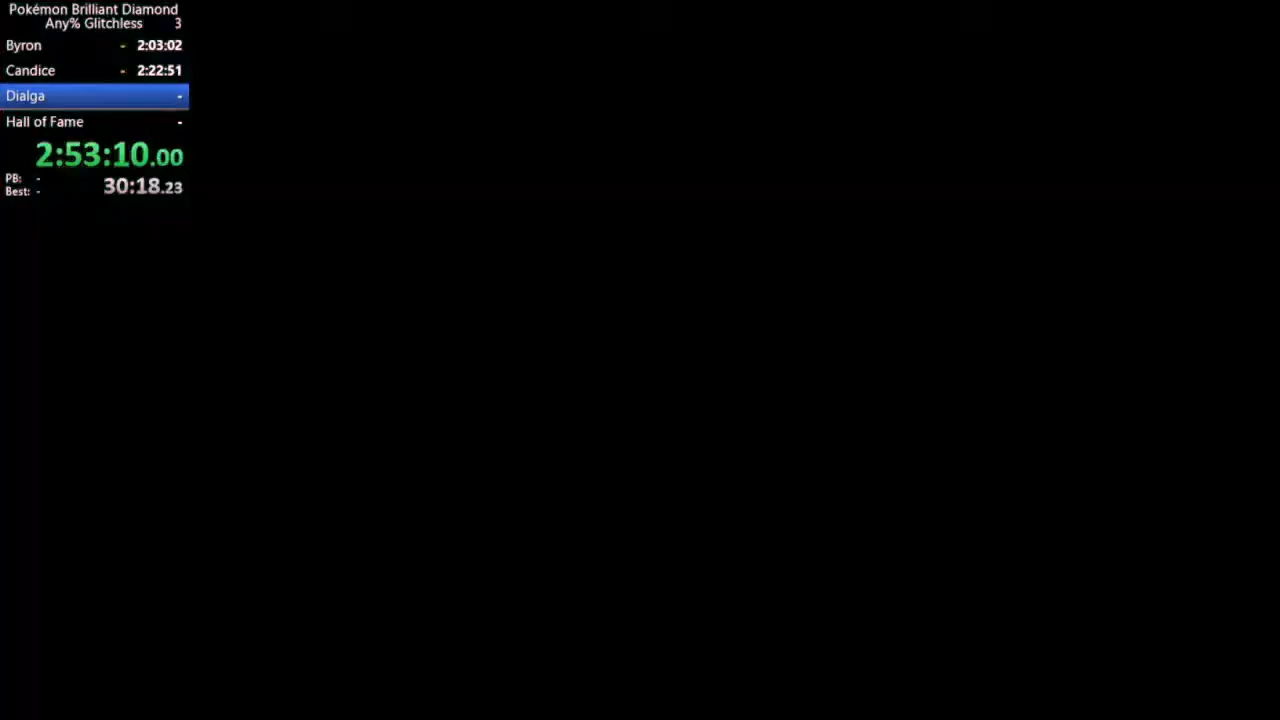 Pokémon Brilliant Diamond
Any% Glitchless 3
Byron - 2:03:02
Candice - 2:22:51
Dialga -
Hall of Fame -
2:53:10.00
PB: -
Best: -
30:18.23